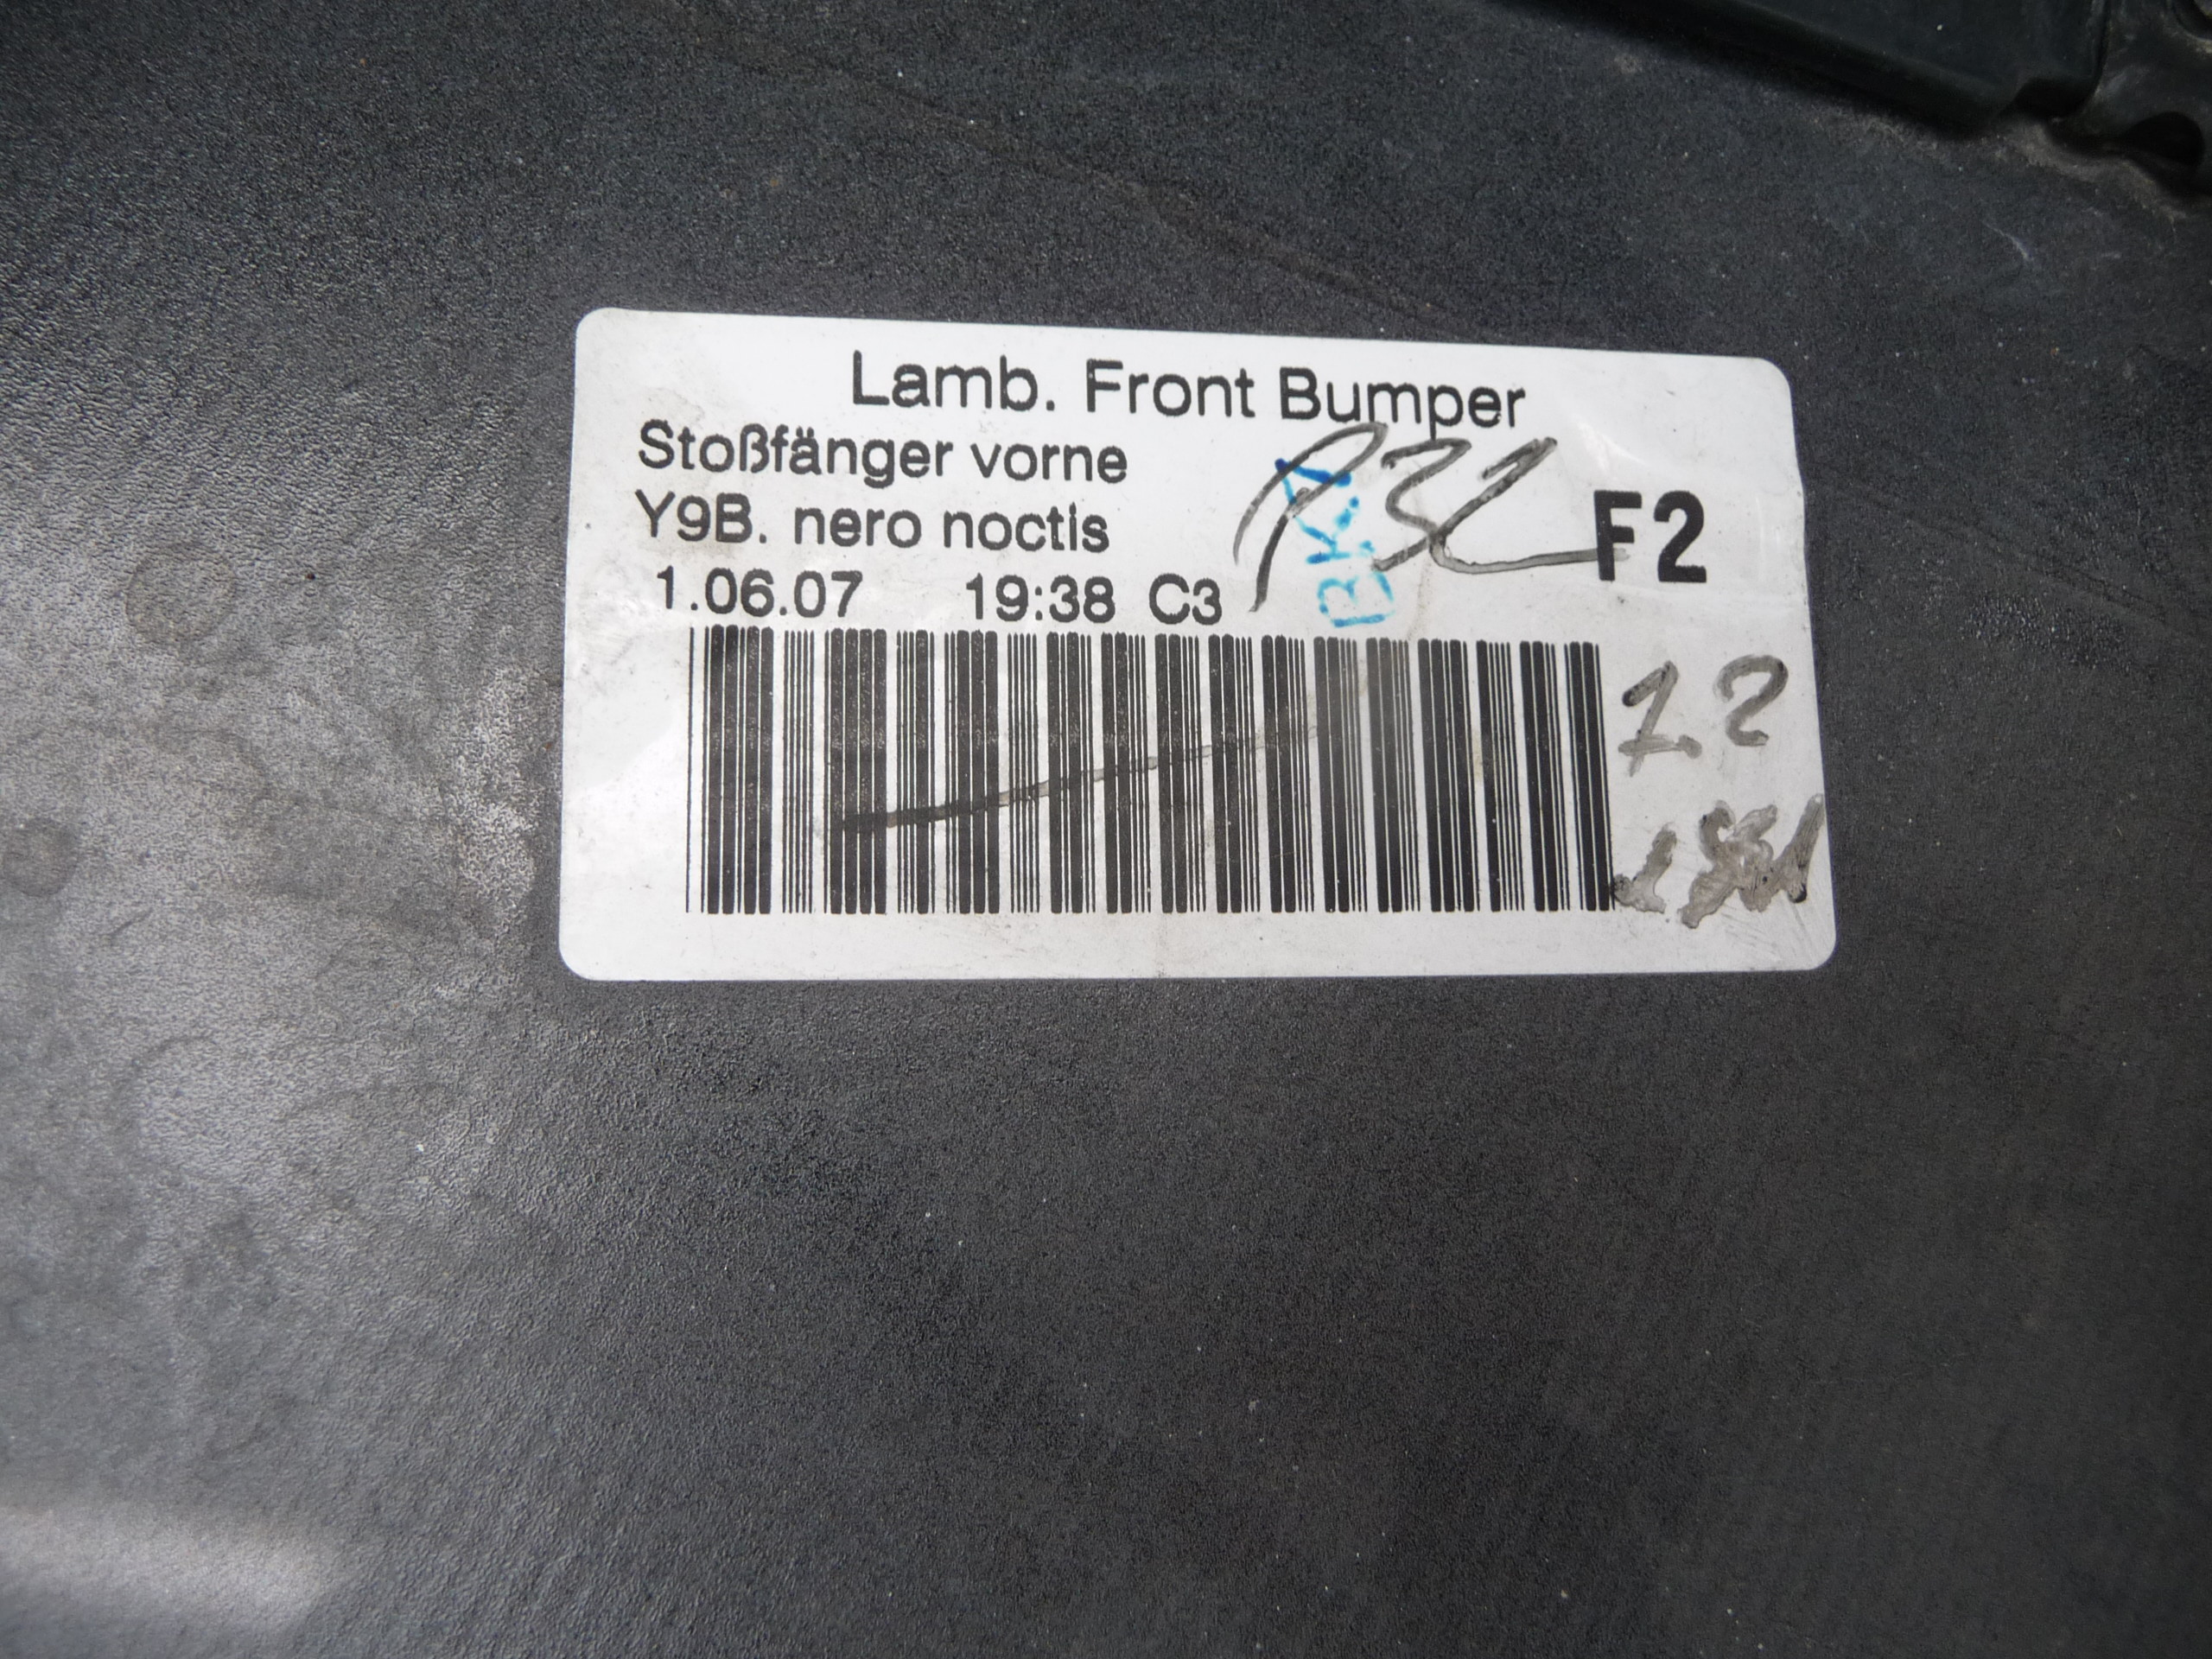 Lamb. Front Bumper
Stoßfänger vorne
Y9B. nero noctis
F2
1.06.07 19:38 C3
12